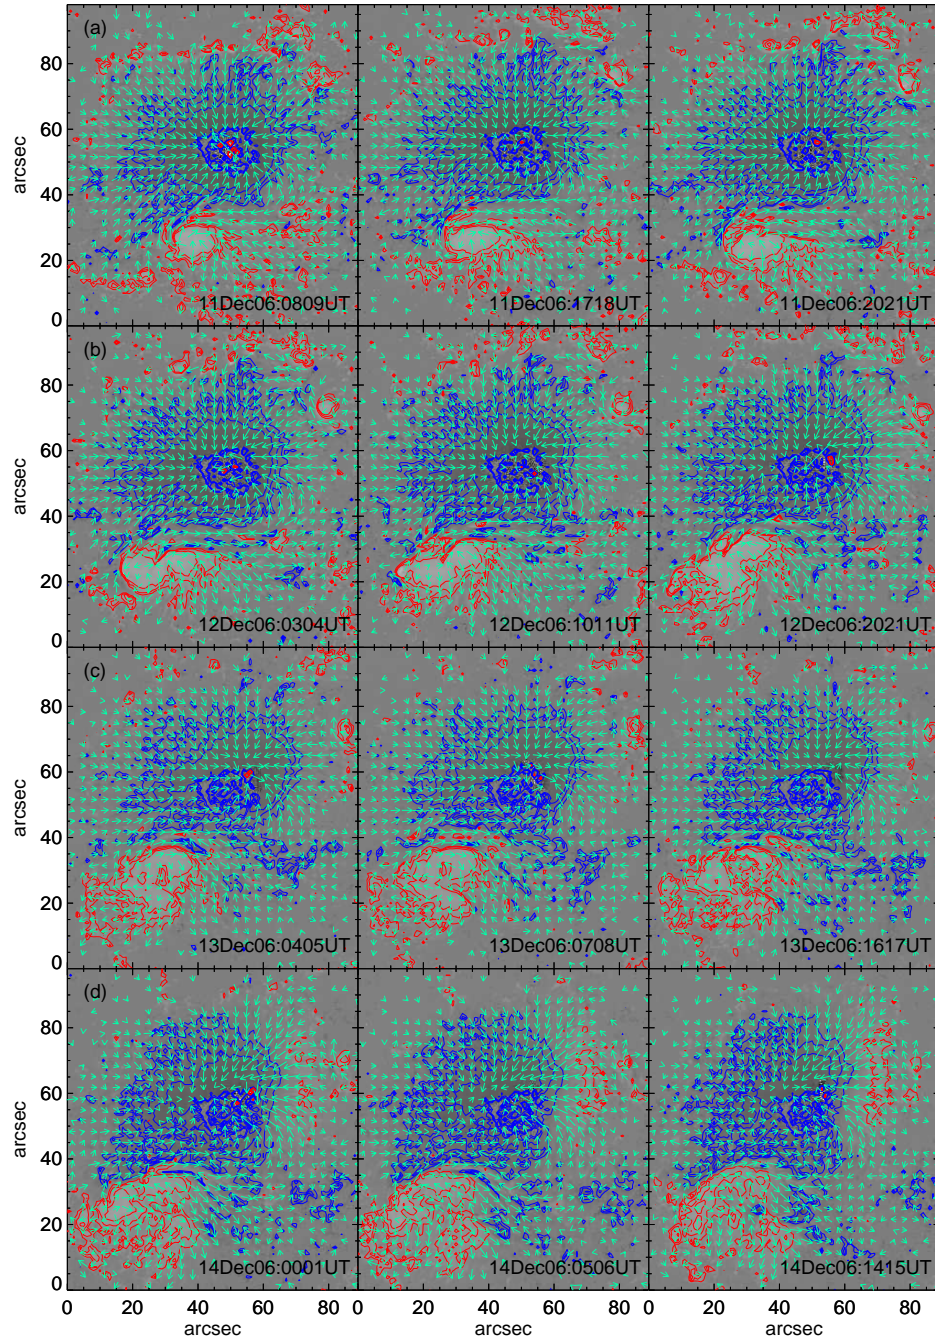 (a)
arcsec
80
60
40
20
0
11Dec06:0809UT
11Dec06:1718UT
11Dec06:2021UT
(b)
arcsec
80
60
40
20
0
12Dec06:0304UT
12Dec06:1011UT
12Dec06:2021UT
(c)
arcsec
80
60
40
20
0
13Dec06:0405UT
13Dec06:0708UT
13Dec06:1617UT
(d)
arcsec
80
60
40
20
0
14Dec06:0001UT
14Dec06:0506UT
14Dec06:1415UT
0 20 40 60 80 0 20 40 60 80 0 20 40 60 80
arcsec arcsec arcsec